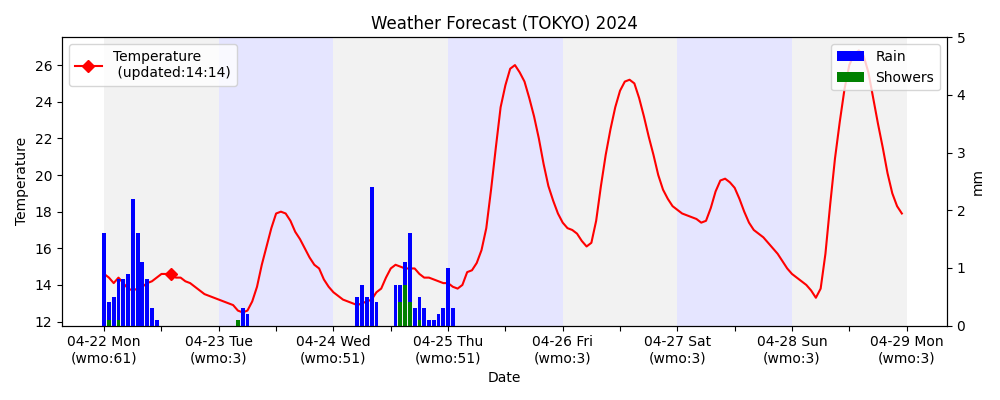 Weather Forecast (TOKYO) 2024
Temperature
(updated:14:14)
Rain
Showers
Temperature
26
24
22
20
18
16
14
12
5
4
3
2
1
0
mm
04-22 Mon
(wmo:61)
04-23 Tue
(wmo:3)
04-24 Wed
(wmo:51)
04-25 Thu
(wmo:51)
04-26 Fri
(wmo:3)
04-27 Sat
(wmo:3)
04-28 Sun
(wmo:3)
04-29 Mon
(wmo:3)
Date